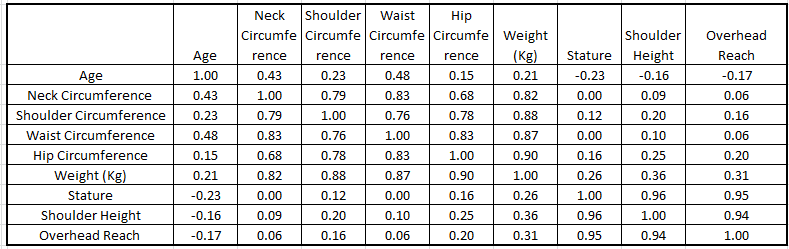 Age Neck Circumfe rence Shoulder Circumfe rence Waist Circumfe rence Hip Circumfe rence Weight (Kg) Stature Shoulder Height Overhead Reach
Age 1.00 0.43 0.23 0.48 0.15 0.21 -0.23 -0.16 -0.17
Neck Circumference 0.43 1.00 0.79 0.83 0.68 0.82 0.00 0.09 0.06
Shoulder Circumference 0.23 0.79 1.00 0.76 0.78 0.88 0.12 0.20 0.16
Waist Circumference 0.48 0.83 0.76 1.00 0.83 0.87 0.00 0.10 0.06
Hip Circumference 0.15 0.68 0.78 0.83 1.00 0.90 0.16 0.25 0.20
Weight (Kg) 0.21 0.82 0.88 0.87 0.90 1.00 0.26 0.36 0.31
Stature -0.23 0.00 0.12 0.00 0.16 0.26 1.00 0.96 0.95
Shoulder Height -0.16 0.09 0.20 0.10 0.25 0.36 0.96 1.00 0.94
Overhead Reach -0.17 0.06 0.16 0.06 0.20 0.31 0.95 0.94 1.00